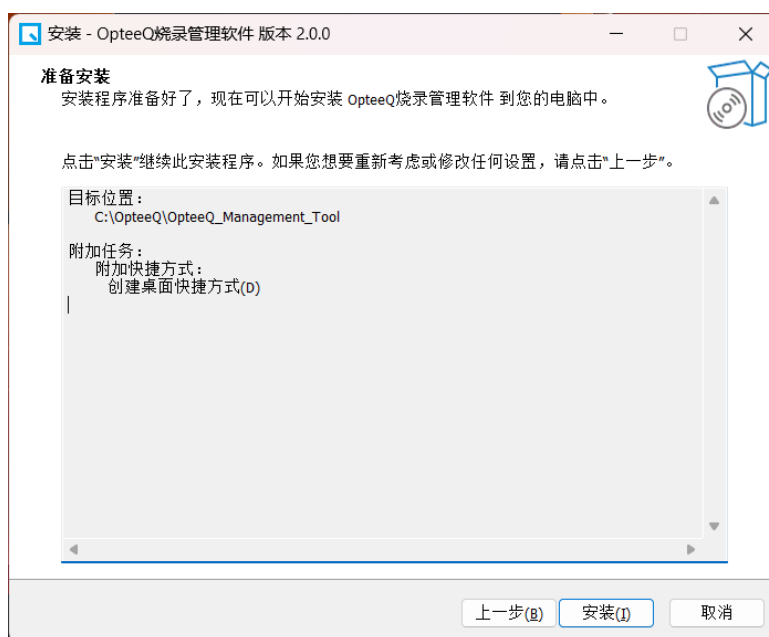 安装 - OpteeQ烧录管理软件 版本 2.0.0
准备安装
安装程序准备好了，现在可以开始安装 OpteeQ烧录管理软件 到您的电脑中。
点击“安装”继续此安装程序。如果您想要重新考虑或修改任何设置，请点击“上一步”。
目标位置：
C:\OpteeQ\OpteeQ_Management_Tool
附加任务：
附加快捷方式：
创建桌面快捷方式(D)
上一步(B) 安装(I) 取消